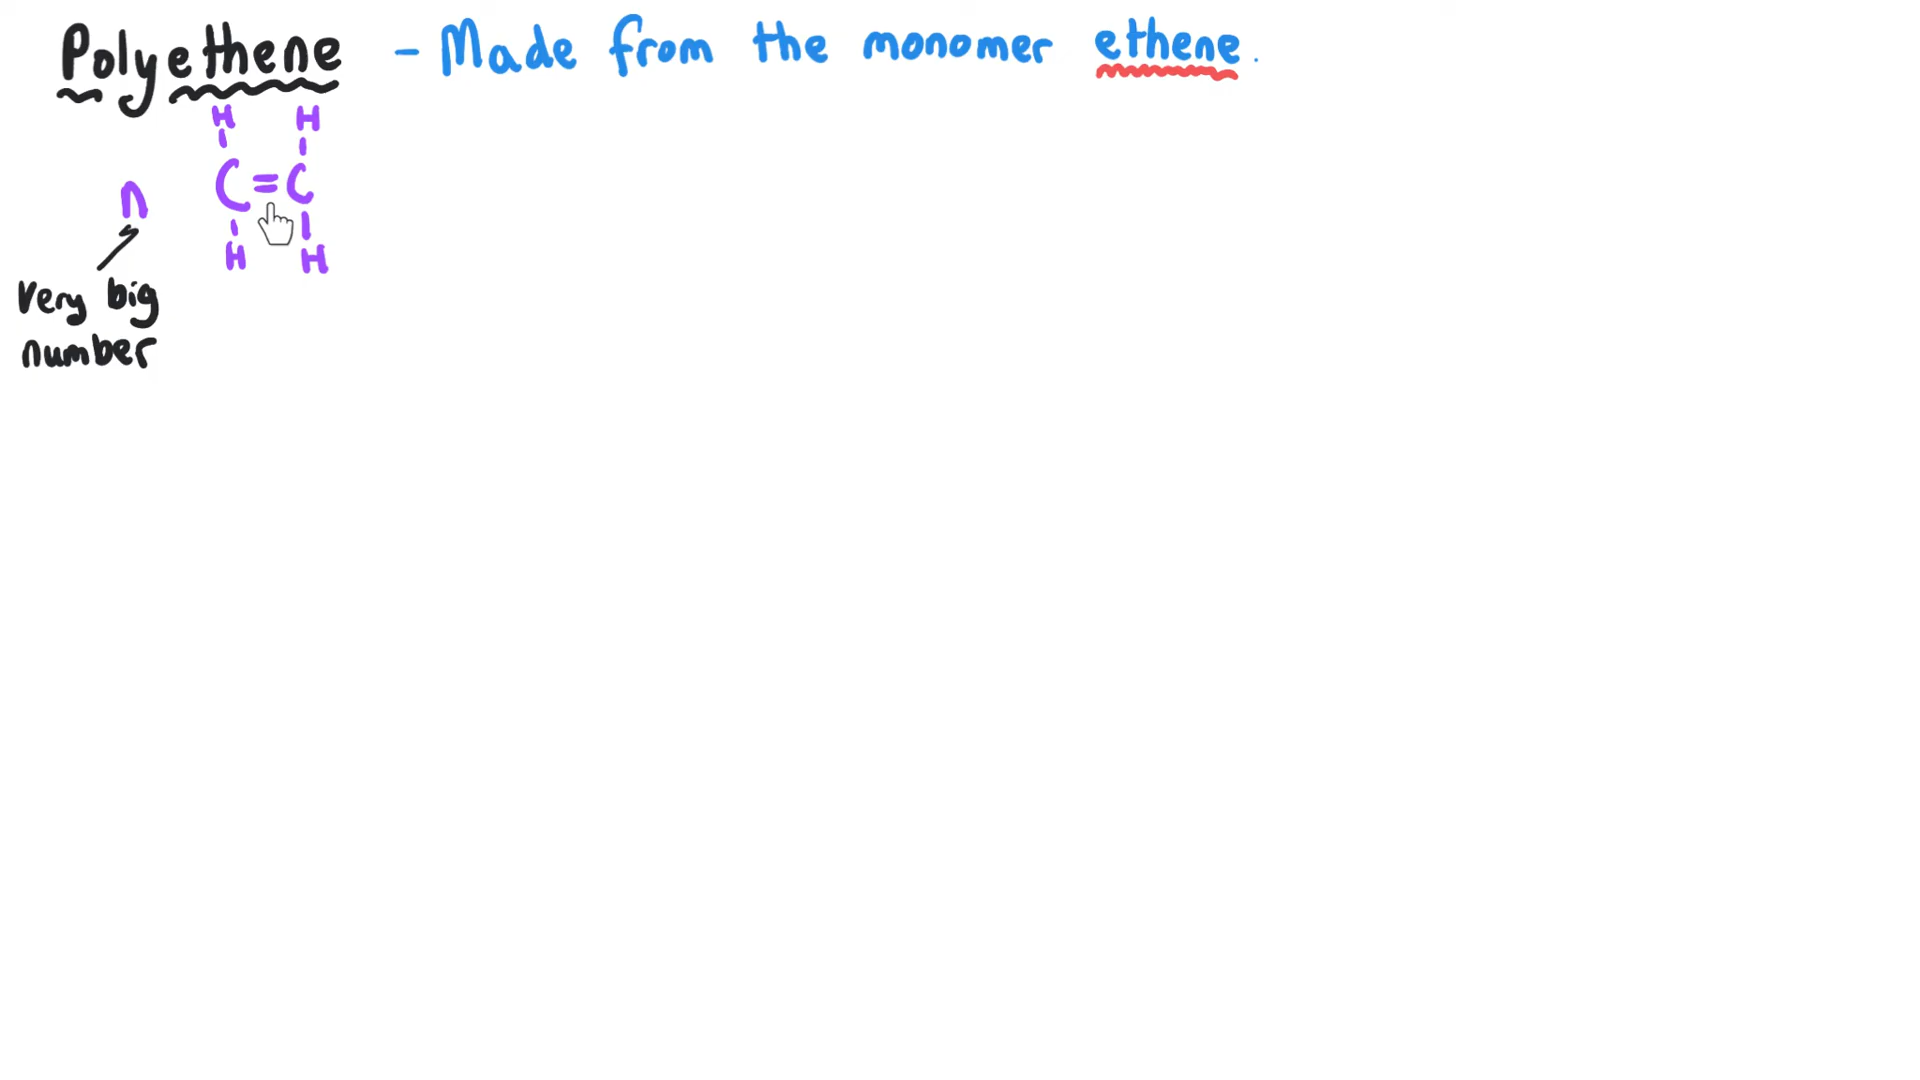 Polyethene - Made from the monomer ethene.
H H
n C = C
H H
Very big
number